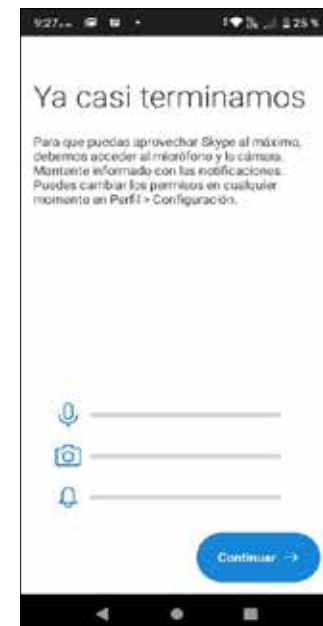 9:27 25 %
Ya casi terminamos
Para que puedas aprovechar Skype al máximo,
debemos acceder al micrófono y la cámara.
Mantente informado con las notificaciones.
Puedes cambiar los permisos en cualquier
momento en Perfil > Configuración.
Continuar →